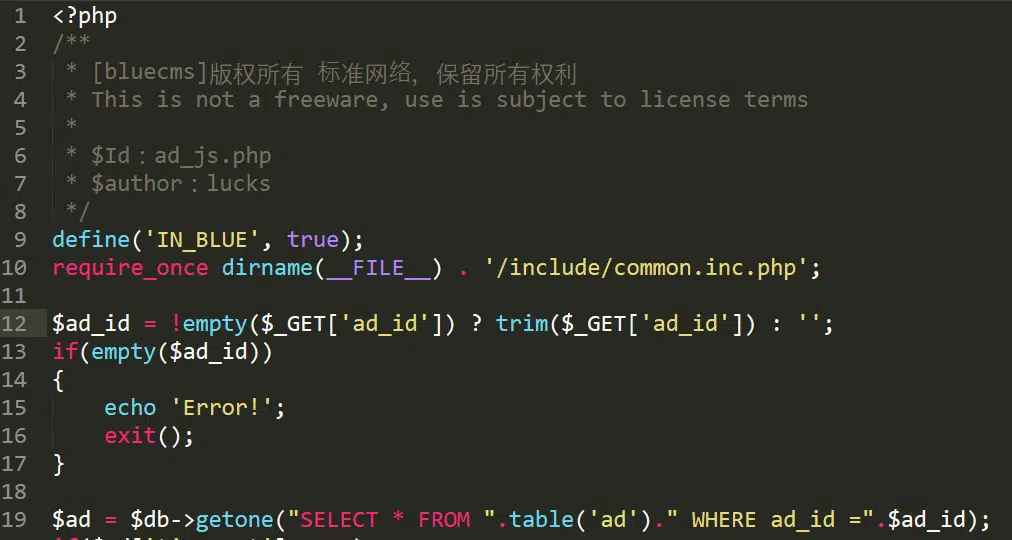 1 <?php
2 /**
3 * [bluecms]版权所有 标准网络，保留所有权利
4 * This is not a freeware, use is subject to license terms
5 *
6 * $Id：ad_js.php
7 * $author：lucks
8 */
9 define('IN_BLUE', true);
10 require_once dirname(__FILE__) . '/include/common.inc.php';
11
12 $ad_id = !empty($_GET['ad_id']) ? trim($_GET['ad_id']) : '';
13 if(empty($ad_id))
14 {
15 echo 'Error!';
16 exit();
17 }
18
19 $ad = $db->getone("SELECT * FROM ".table('ad')." WHERE ad_id =".$ad_id);